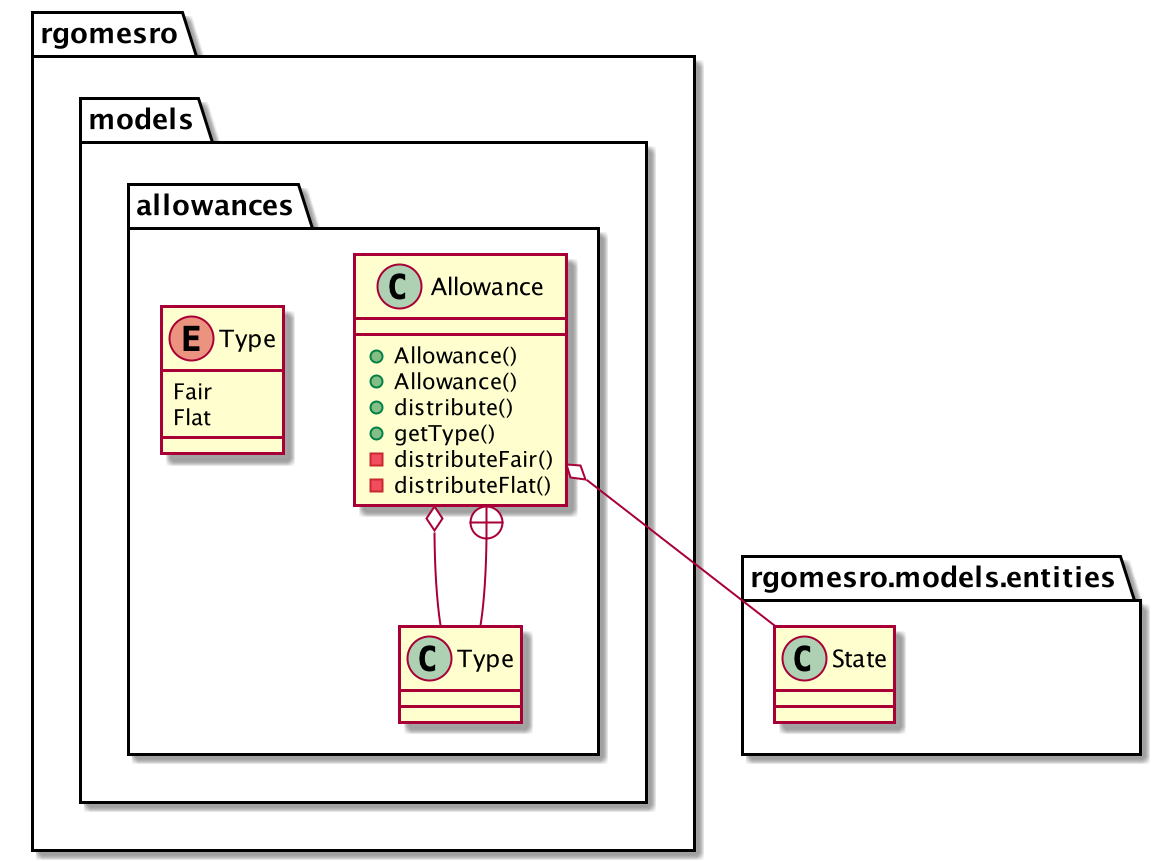 rgomesro
models
allowances
E Type
Fair
Flat
C Allowance
Allowance()
Allowance()
distribute()
getType()
distributeFair()
distributeFlat()
C Type
rgomesro.models.entities
C State